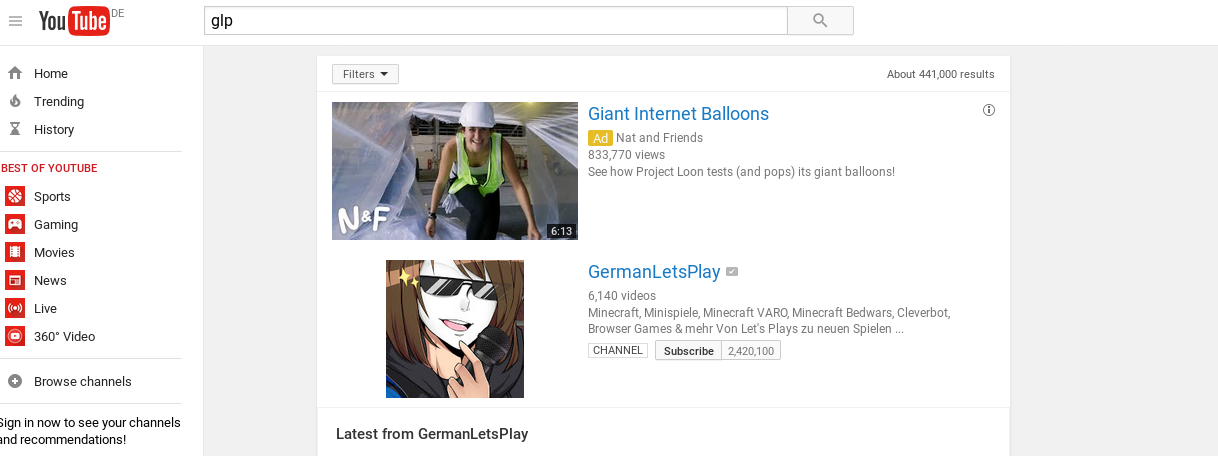 YouTube DE
glp
Home
Trending
History
BEST OF YOUTUBE
Sports
Gaming
Movies
News
Live
360° Video
Browse channels
Sign in now to see your channels
and recommendations!
Filters
About 441,000 results
N&F
6:13
Giant Internet Balloons
Ad Nat and Friends
833,770 views
See how Project Loon tests (and pops) its giant balloons!
GermanLetsPlay
6,140 videos
Minecraft, Minispiele, Minecraft VARO, Minecraft Bedwars, Cleverbot,
Browser Games & mehr Von Let's Plays zu neuen Spielen ...
CHANNEL Subscribe 2,420,100
Latest from GermanLetsPlay